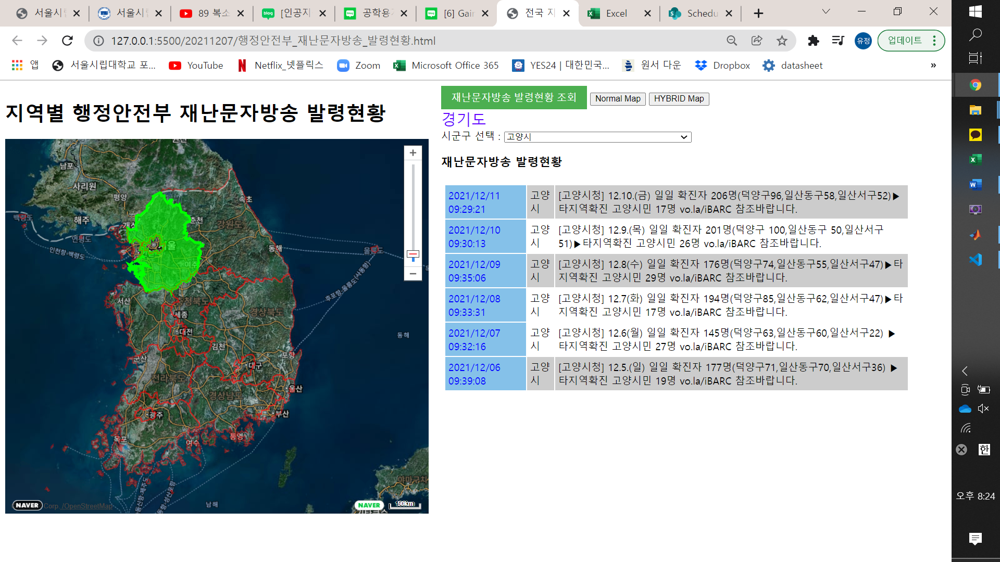 서울시립
서울시립
89 복소
[인공지
공학용
[6] Gair
전국 지
Excel
Schedu
127.0.0.1:5500/20211207/행정안전부_재난문자방송_발령현황.html
유정
업데이트
앱
서울시립대학교 포...
YouTube
Netflix_넷플릭스
Zoom
Microsoft Office 365
YES24 | 대한민국...
원서 다운
Dropbox
datasheet
»
지역별 행정안전부 재난문자방송 발령현황
재난문자방송 발령현황 조회
Normal Map
HYBRID Map
경기도
시군구 선택 :
고양시
재난문자방송 발령현황
2021/12/11
09:29:21
고양
시
[고양시청] 12.10.(금) 일일 확진자 206명(덕양구96,일산동구58,일산서구52)▶
타지역확진 고양시민 17명 vo.la/iBARC 참조바랍니다.
2021/12/10
09:30:13
고양
시
[고양시청] 12.9.(목) 일일 확진자 201명(덕양구 100,일산동구 50,일산서구
51)▶타지역확진 고양시민 26명 vo.la/iBARC 참조바랍니다.
2021/12/09
09:35:06
고양
시
[고양시청] 12.8(수) 일일 확진자 176명(덕양구74,일산동구55,일산서구47)▶타
지역확진 고양시민 29명 vo.la/iBARC 참조바랍니다.
2021/12/08
09:33:31
고양
시
[고양시청] 12.7(화) 일일 확진자 194명(덕양구85,일산동구62,일산서구47)▶타
지역확진 고양시민 17명 vo.la/iBARC 참조바랍니다.
2021/12/07
09:32:16
고양
시
[고양시청] 12.6(월) 일일 확진자 145명(덕양구63,일산동구60,일산서구22) ▶
타지역확진 고양시민 27명 vo.la/iBARC 참조바랍니다.
2021/12/06
09:39:08
고양
시
[고양시청] 12.5.(일) 일일 확진자 177명(덕양구71,일산동구70,일산서구36) ▶
타지역확진 고양시민 19명 vo.la/iBARC 참조바랍니다.
남포
사리원
평양
속초
백령도
해주
개성
춘천
강원도
연평도
인천항-백령도
울
동해
울릉도
여주
후포항-울릉도(사동항)
서산
충청북도
세종
경상북도
대전
동해
김천
포항
군산
대구
전라북도
울산
경상남도
광주
부산
목포
여수
통영
야마구치
남해
NAVER
Corp. /OpenStreetMap
NAVER
한
오후 8:24